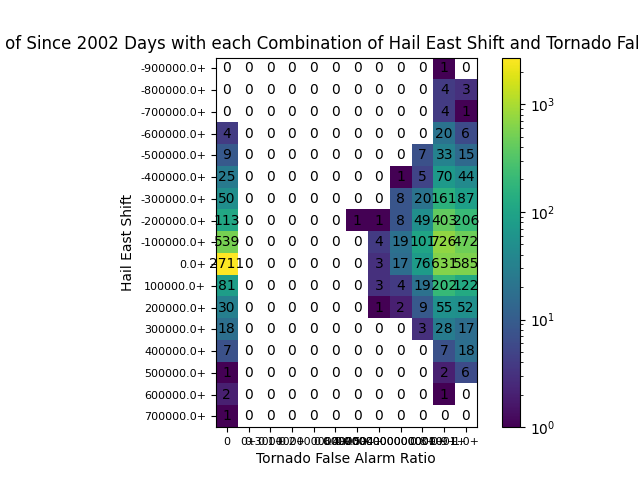 of Since 2002 Days with each Combination of Hail East Shift and Tornado Fal
-900000.0+ 0 0 0 0 0 0 0 0 0 0 1 0
-800000.0+ 0 0 0 0 0 0 0 0 0 0 4 3
-700000.0+ 0 0 0 0 0 0 0 0 0 0 4 1
-600000.0+ 4 0 0 0 0 0 0 0 0 0 20 6
-500000.0+ 9 0 0 0 0 0 0 0 0 7 33 15
-400000.0+ 25 0 0 0 0 0 0 0 1 5 70 44
-300000.0+ 50 0 0 0 0 0 0 0 8 20 161 87
-200000.0+ 113 0 0 0 0 0 1 1 8 49 403 206
-100000.0+ 539 0 0 0 0 0 0 4 19 101 726 472
0.0+ 2711 0 0 0 0 0 0 3 17 76 631 585
100000.0+ 81 0 0 0 0 0 0 3 4 19 202 122
200000.0+ 30 0 0 0 0 0 0 1 2 9 55 52
300000.0+ 18 0 0 0 0 0 0 0 0 3 28 17
400000.0+ 7 0 0 0 0 0 0 0 0 0 7 18
500000.0+ 1 0 0 0 0 0 0 0 0 0 2 6
600000.0+ 2 0 0 0 0 0 0 0 0 0 1 0
700000.0+ 1 0 0 0 0 0 0 0 0 0 0 0
Hail East Shift
0
Tornado False Alarm Ratio
10³
10²
10¹
10⁰